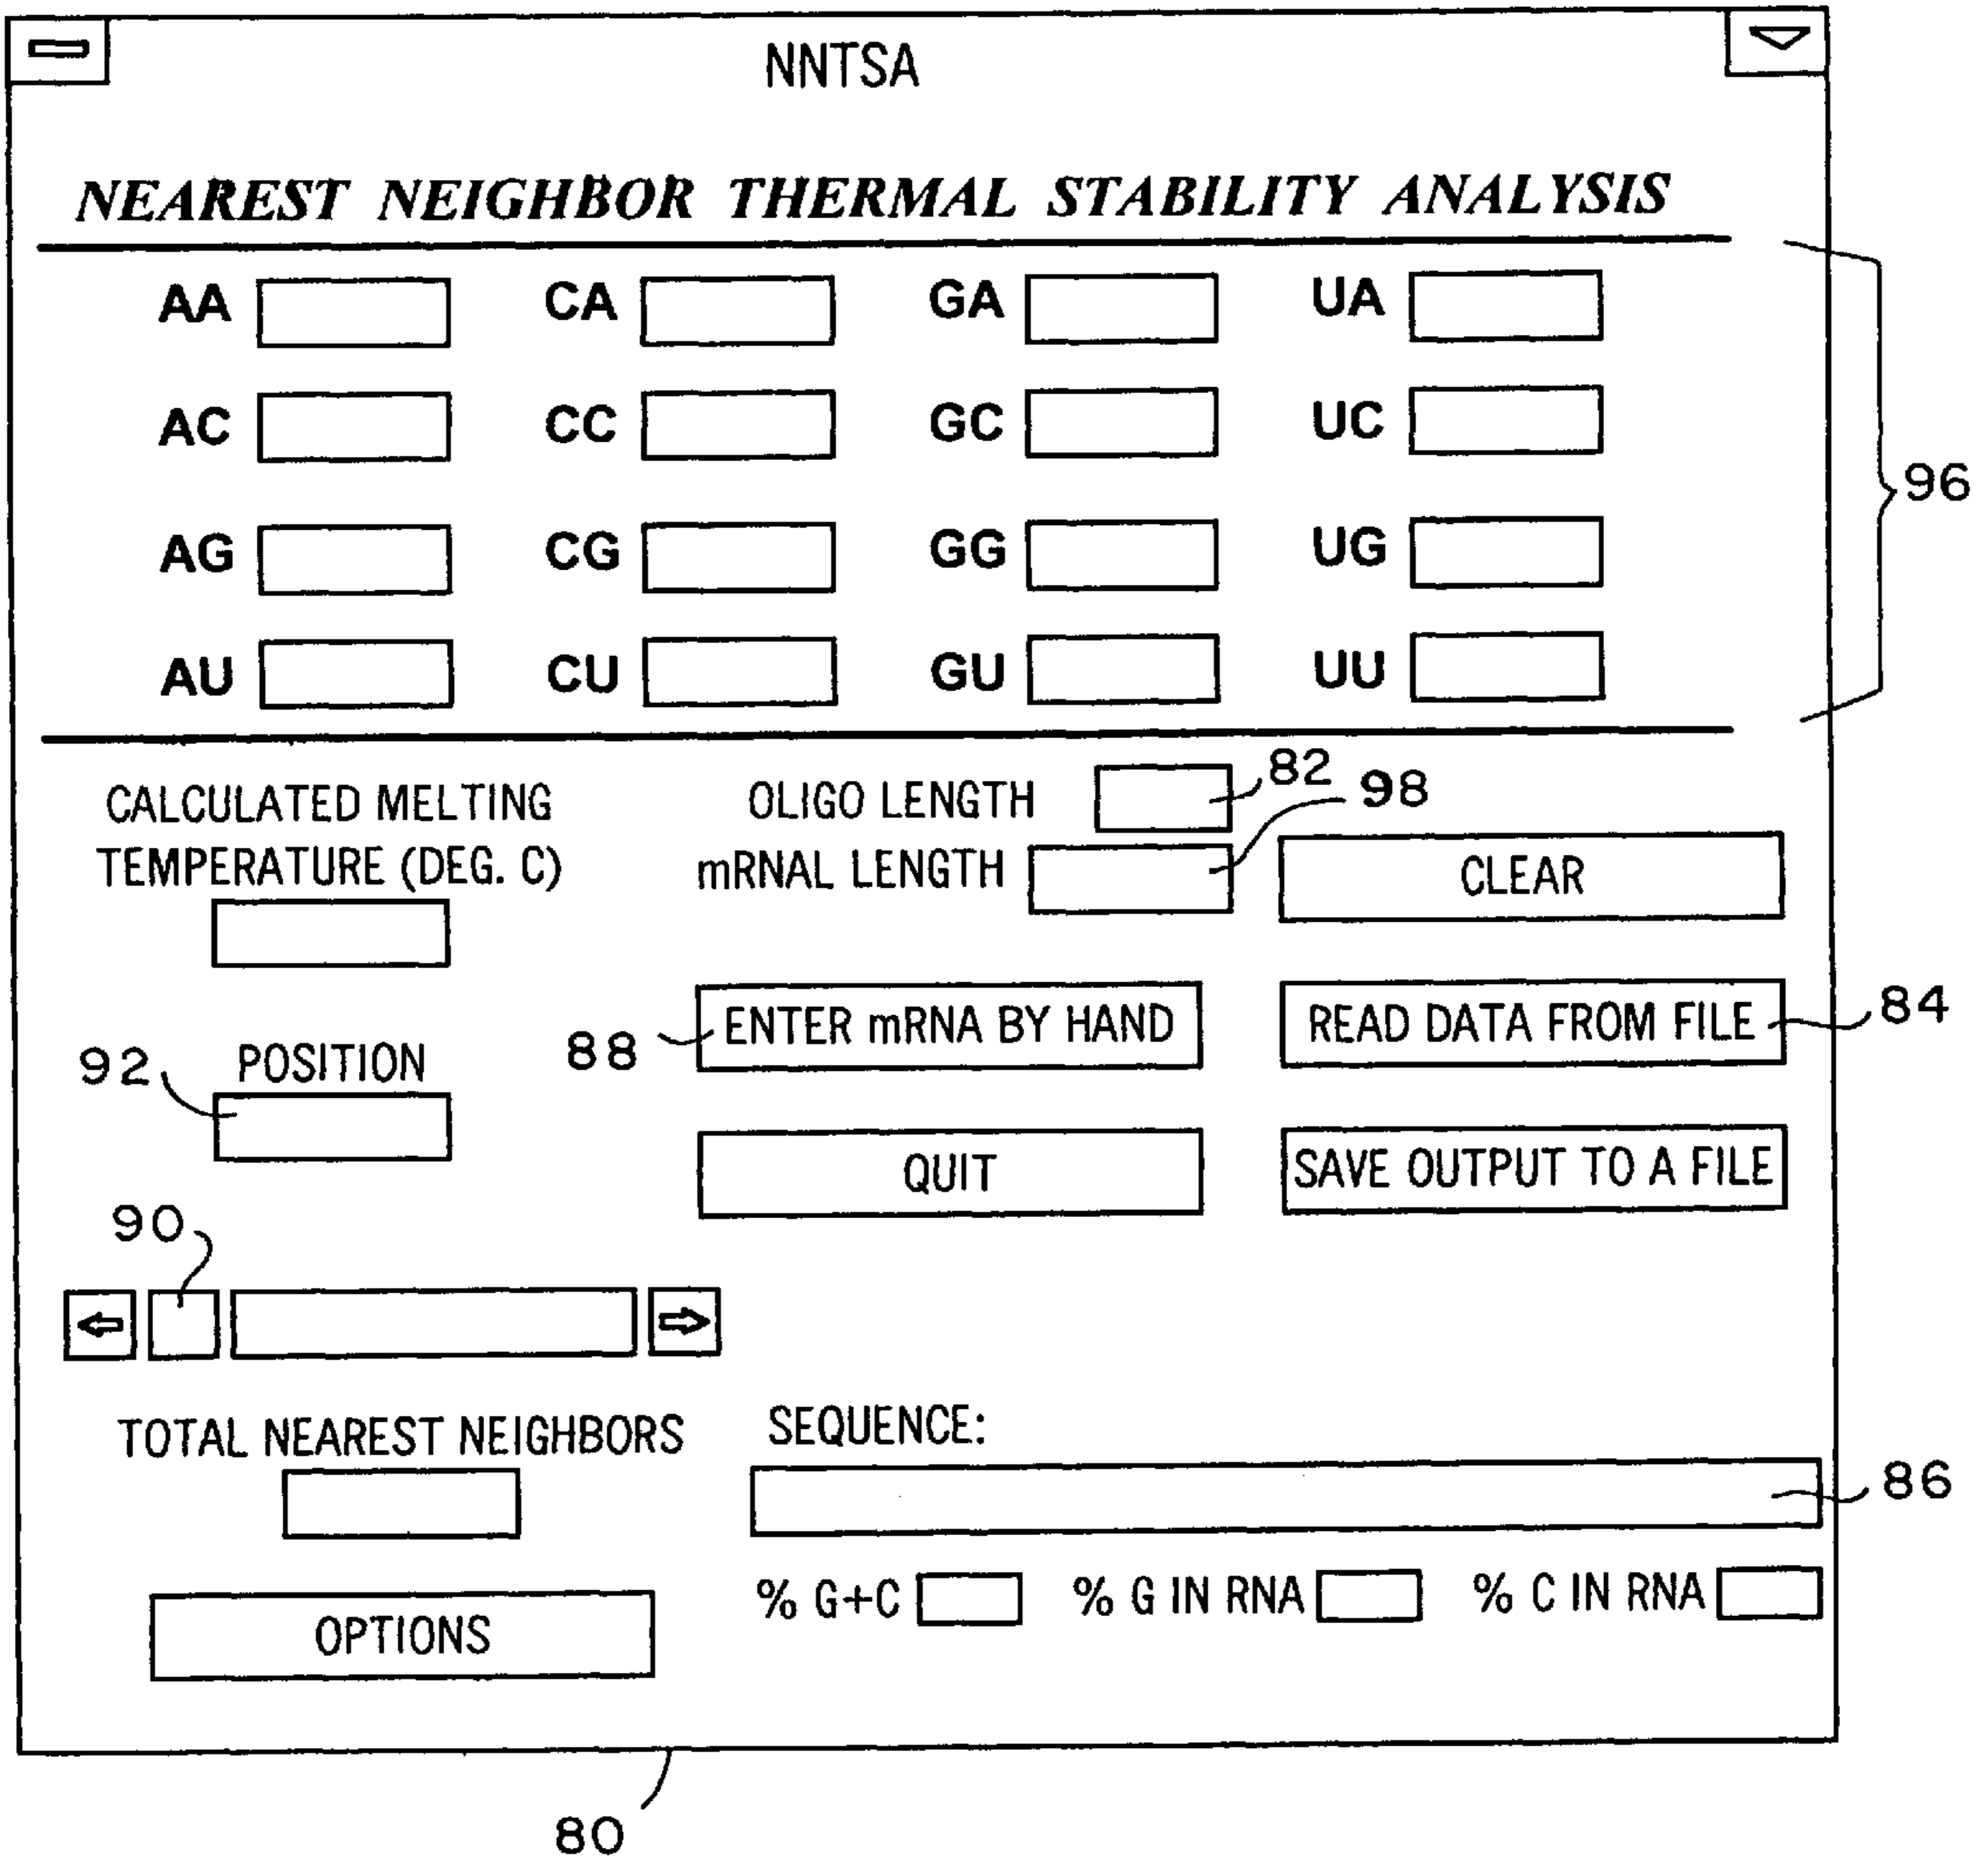 NNTSA
NEAREST NEIGHBOR THERMAL STABILITY ANALYSIS
AA CA GA UA
AC CC GC UC
96
AG CG GG UG
AU CU GU UU
CALCULATED MELTING
TEMPERATURE (DEG. C)
OLIGO LENGTH 82
98
mRNAL LENGTH
CLEAR
88 ENTER mRNA BY HAND
READ DATA FROM FILE 84
92 POSITION
QUIT
SAVE OUTPUT TO A FILE
90
TOTAL NEAREST NEIGHBORS
SEQUENCE:
86
% G+C % G IN RNA % C IN RNA
OPTIONS
80